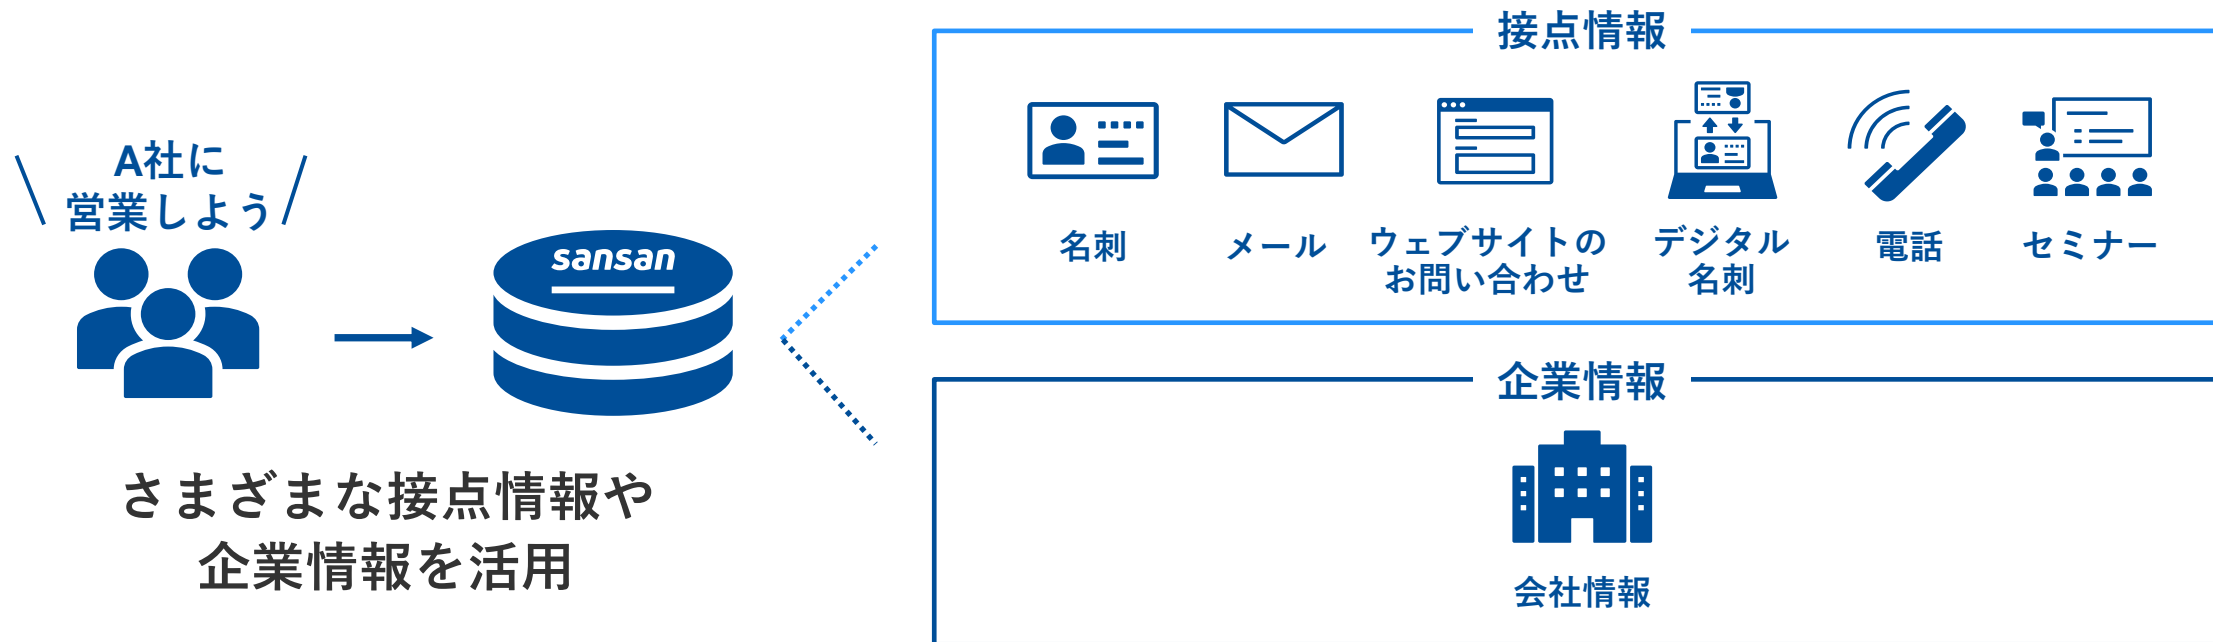 A社に
営業しよう
sansan
さまざまな接点情報や
企業情報を活用
接点情報
名刺
メール
ウェブサイトの
お問い合わせ
デジタル
名刺
電話
セミナー
企業情報
会社情報